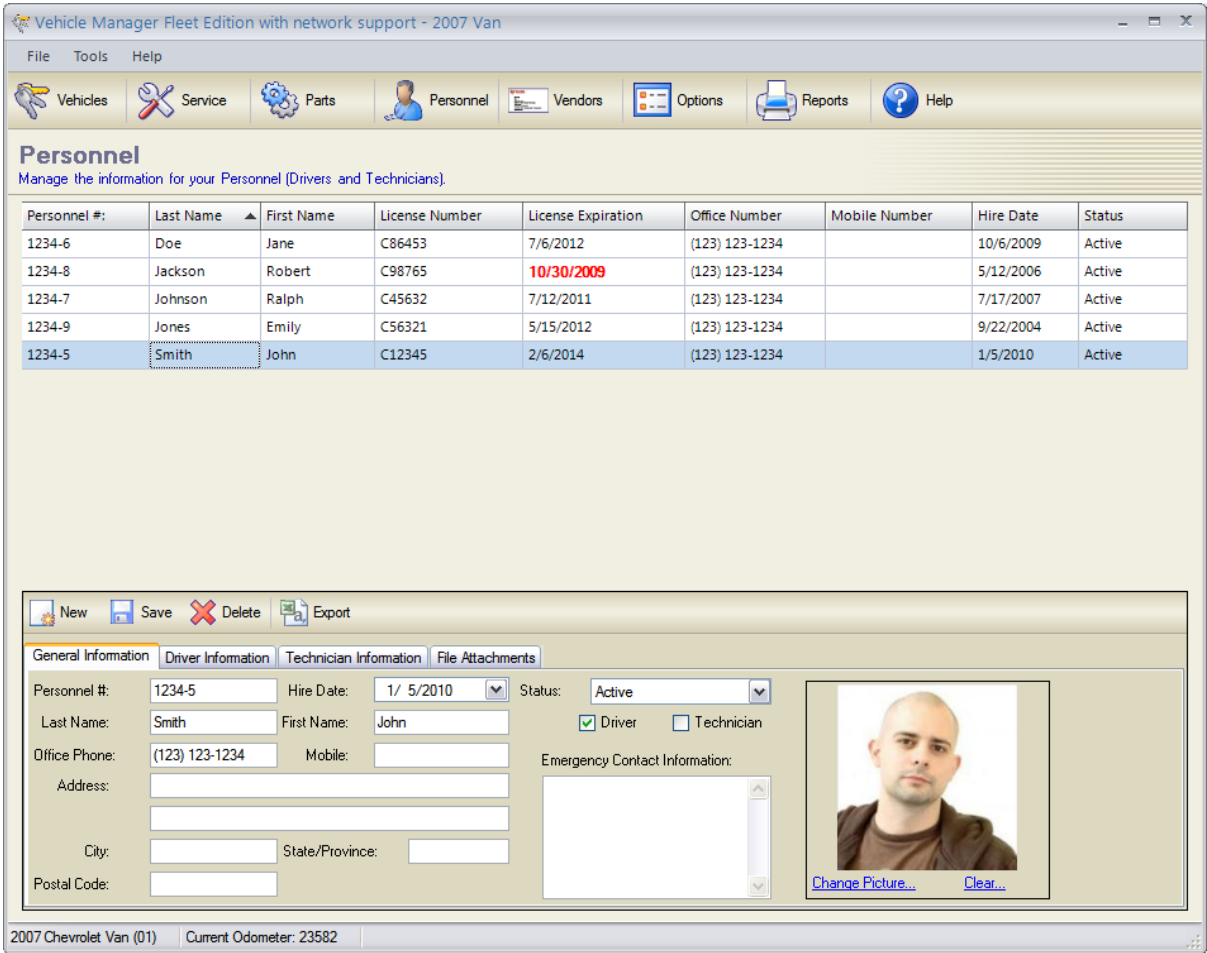 Vehicle Manager Fleet Edition with network support - 2007 Van
File Tools Help
Vehicles Service Parts Personnel Vendors Options Reports Help
Personnel
Manage the information for your Personnel (Drivers and Technicians).
Personnel #: Last Name First Name License Number License Expiration Office Number Mobile Number Hire Date Status
1234-6 Doe Jane C86453 7/6/2012 (123) 123-1234 10/6/2009 Active
1234-8 Jackson Robert C98765 10/30/2009 (123) 123-1234 5/12/2006 Active
1234-7 Johnson Ralph C45632 7/12/2011 (123) 123-1234 7/17/2007 Active
1234-9 Jones Emily C56321 5/15/2012 (123) 123-1234 9/22/2004 Active
1234-5 Smith John C12345 2/6/2014 (123) 123-1234 1/5/2010 Active
New Save Delete Export
General Information Driver Information Technician Information File Attachments
Personnel #: 1234-5 Hire Date: 1/ 5/2010 Status: Active
Last Name: Smith First Name: John Driver Technician
Office Phone: (123) 123-1234 Mobile: Emergency Contact Information:
Address:
City: State/Province:
Postal Code: Change Picture... Clear...
2007 Chevrolet Van (01) Current Odometer: 23582